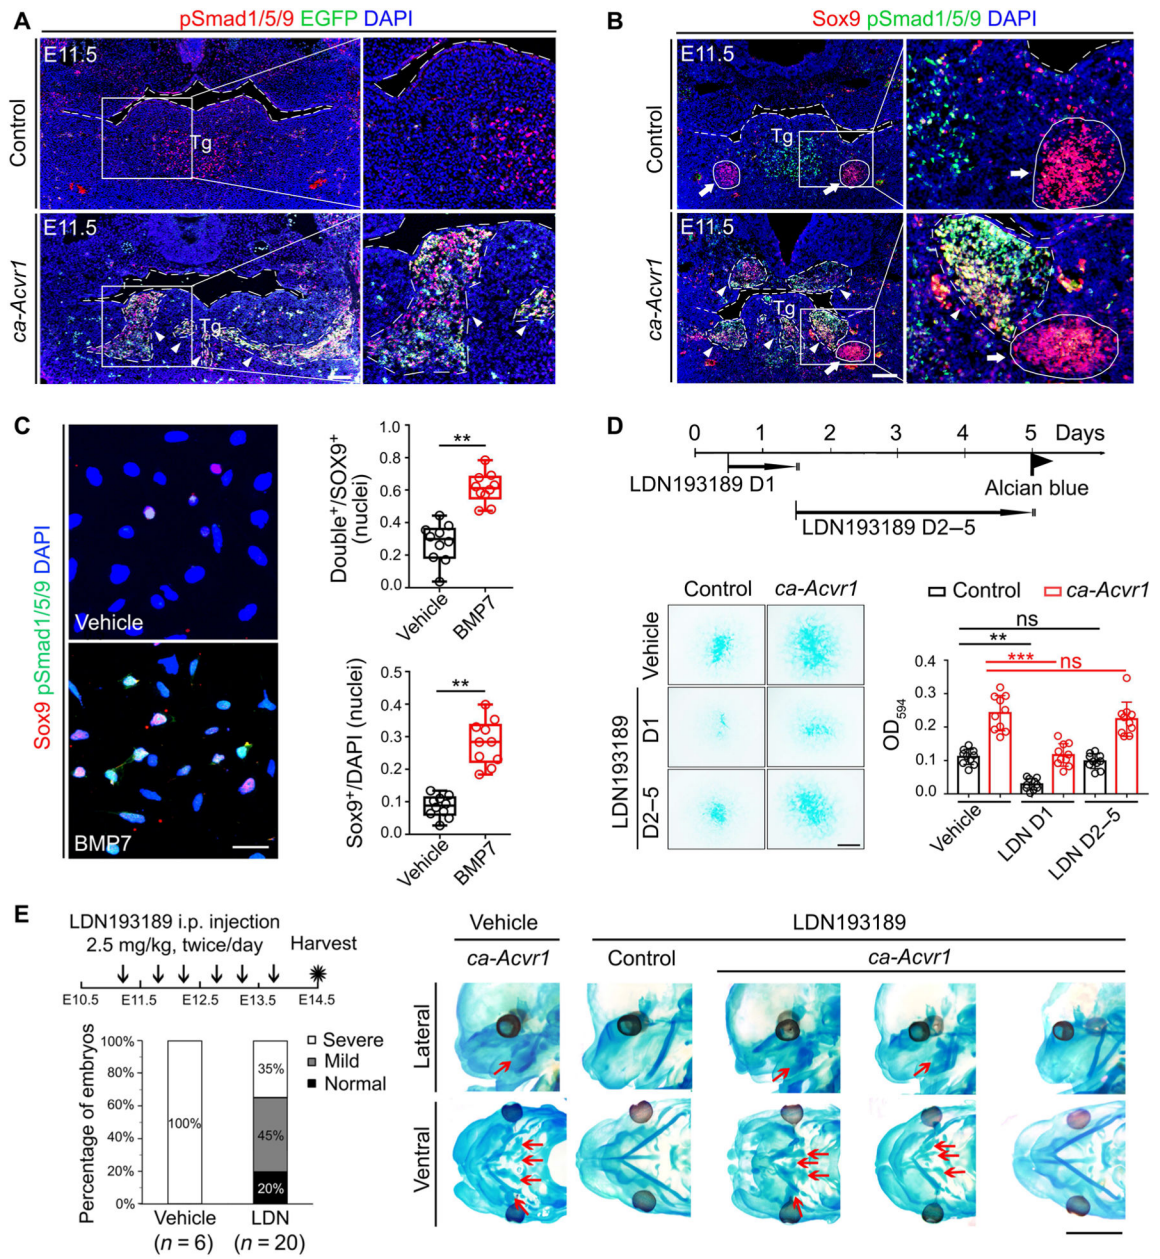 A
pSmad1/5/9 EGFP DAPI
Control
E11.5
Tg
ca-Acvr1
E11.5
Tg
B
Sox9 pSmad1/5/9 DAPI
Control
E11.5
Tg
ca-Acvr1
E11.5
Tg
C
Sox9 pSmad1/5/9 DAPI
Vehicle
BMP7
Double+/SOX9+
(nuclei)
1.0
0.8
0.6
0.4
0.2
0.0
**
Vehicle
BMP7
Sox9+/DAPI (nuclei)
0.5
0.4
0.3
0.2
0.1
0.0
**
Vehicle
BMP7
D
0 1 2 3 4 5 Days
LDN193189 D1
Alcian blue
LDN193189 D2–5
Control ca-Acvr1
Vehicle
LDN193189
D1
D2–5
Control ca-Acvr1
ns
**
***
ns
OD594
0.4
0.3
0.2
0.1
0.0
Vehicle
LDN D1
LDN D2–5
E
LDN193189 i.p. injection
2.5 mg/kg, twice/day
Harvest
E10.5 E11.5 E12.5 E13.5 E14.5
Percentage of embryos
100%
80%
60%
40%
20%
0%
100%
35%
45%
20%
Severe
Mild
Normal
Vehicle
(n = 6)
LDN
(n = 20)
Vehicle
LDN193189
ca-Acvr1
Control
ca-Acvr1
Lateral
Ventral